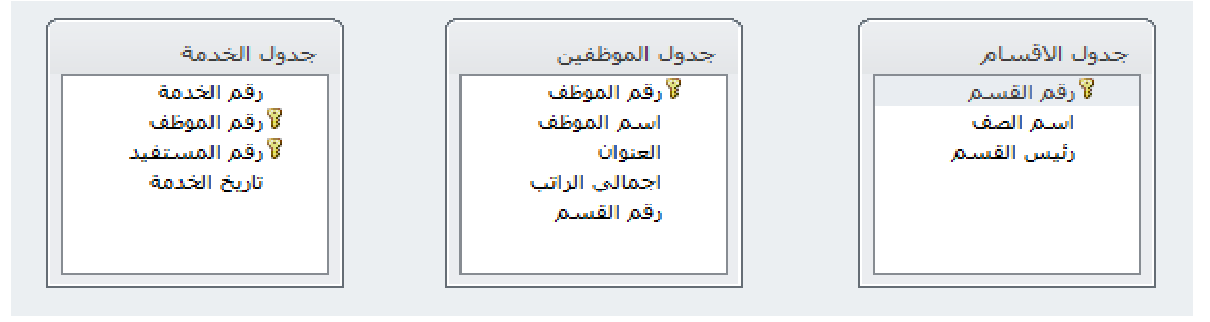 جدول الاقسام
رقم القسم
اسم الصف
رئيس القسم
جدول الموظفين
رقم الموظف
اسم الموظف
العنوان
اجمالي الراتب
رقم القسم
جدول الخدمة
رقم الخدمة
رقم الموظف
رقم المستفيد
تاريخ الخدمة